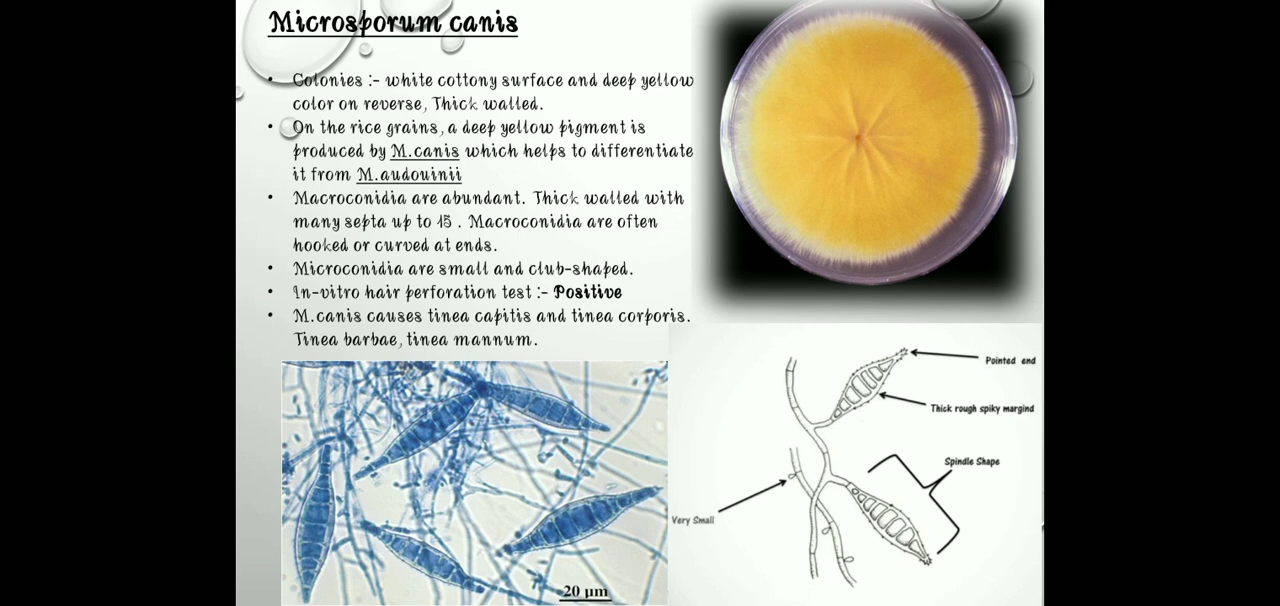 Microsporum canis
• Colonies :- white cottony surface and deep yellow
color on reverse, Thick walled.
• On the rice grains, a deep yellow pigment is
produced by M.canis which helps to differentiate
it from M.audouinii
• Macroconidia are abundant. Thick walled with
many septa up to 15 . Macroconidia are often
hooked or curved at ends.
• Microconidia are small and club-shaped.
• In-vitro hair perforation test :- Positive
• M.canis causes tinea capitis and tinea corporis.
Tinea barbae, tinea mannum.
20 µm
Pointed end
Thick rough spiky margind
Spindle Shape
Very Small